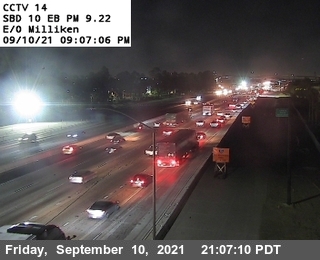 CCTV 14
SBD 10 EB PM 9.22
E/O Milliken
09/10/21 09:07:06 PM
Friday, September 10, 2021 21:07:10 PDT